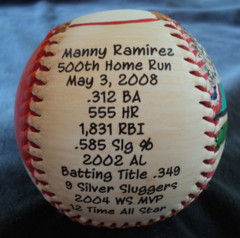 Manny Ramirez
500th Home Run
May 3, 2008
.312 BA
555 HR
1,831 RBI
.585 Slg %
2002 AL
Batting Title .349
9 Silver Sluggers
2004 WS MVP
12 Time All Star